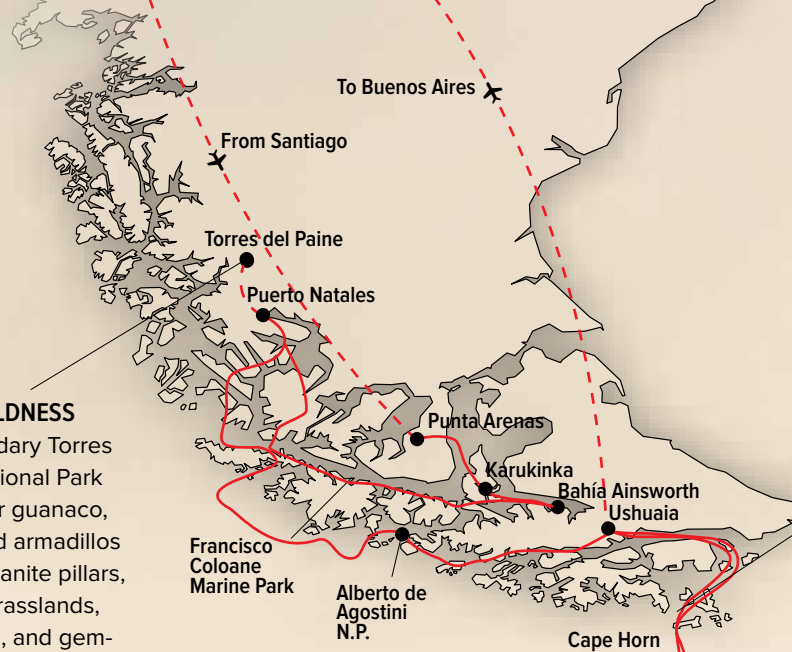 To Buenos Aires
From Santiago
Torres del Paine
Puerto Natales
LDNESS
dary Torres
ional Park
r guanaco,
d armadillos
anite pillars,
rasslands,
, and gem-
Punta Arenas
Karukinka
Bahía Ainsworth
Ushuaia
Francisco
Coloane
Marine Park
Alberto de
Agostini
N.P.
Cape Horn